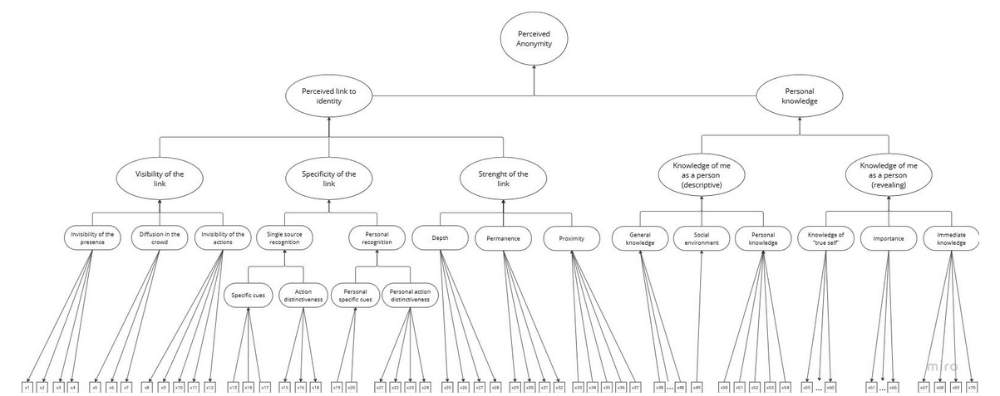 Perceived
Anonymity
Perceived link to
identity
Personal
knowledge
Visibility of the
link
Specificity of the
link
Strenght of the
link
Knowledge of me
as a person
(descriptive)
Knowledge of me
as a person
(revealing)
Invisibility of the
presence
Diffusion in the
crowd
Invisibility of the
actions
Single source
recognition
Personal
recognition
Depth
Permanence
Proximity
General
knowledge
Social
environment
Personal
knowledge
Knowledge of
"true self"
Importance
Immediate
knowledge
Specific cues
Action
distinctiveness
Personal
specific cues
Personal action
distinctiveness
miro
x1 x2 x3 x4 x5 x6 x7 x8 x9 x10 x11 x12 x13 x14 x17 x15 x16 x18 x19 x20 x21 x22 x23 x24 x25 x26 x27 x28 x29 x30 x31 x32 x33 x34 x35 x36 x37 x38 ... x48 x49 x50 x51 x52 x53 x54 x55 ... x60 x61 ... x66 x67 x68 x69 x70